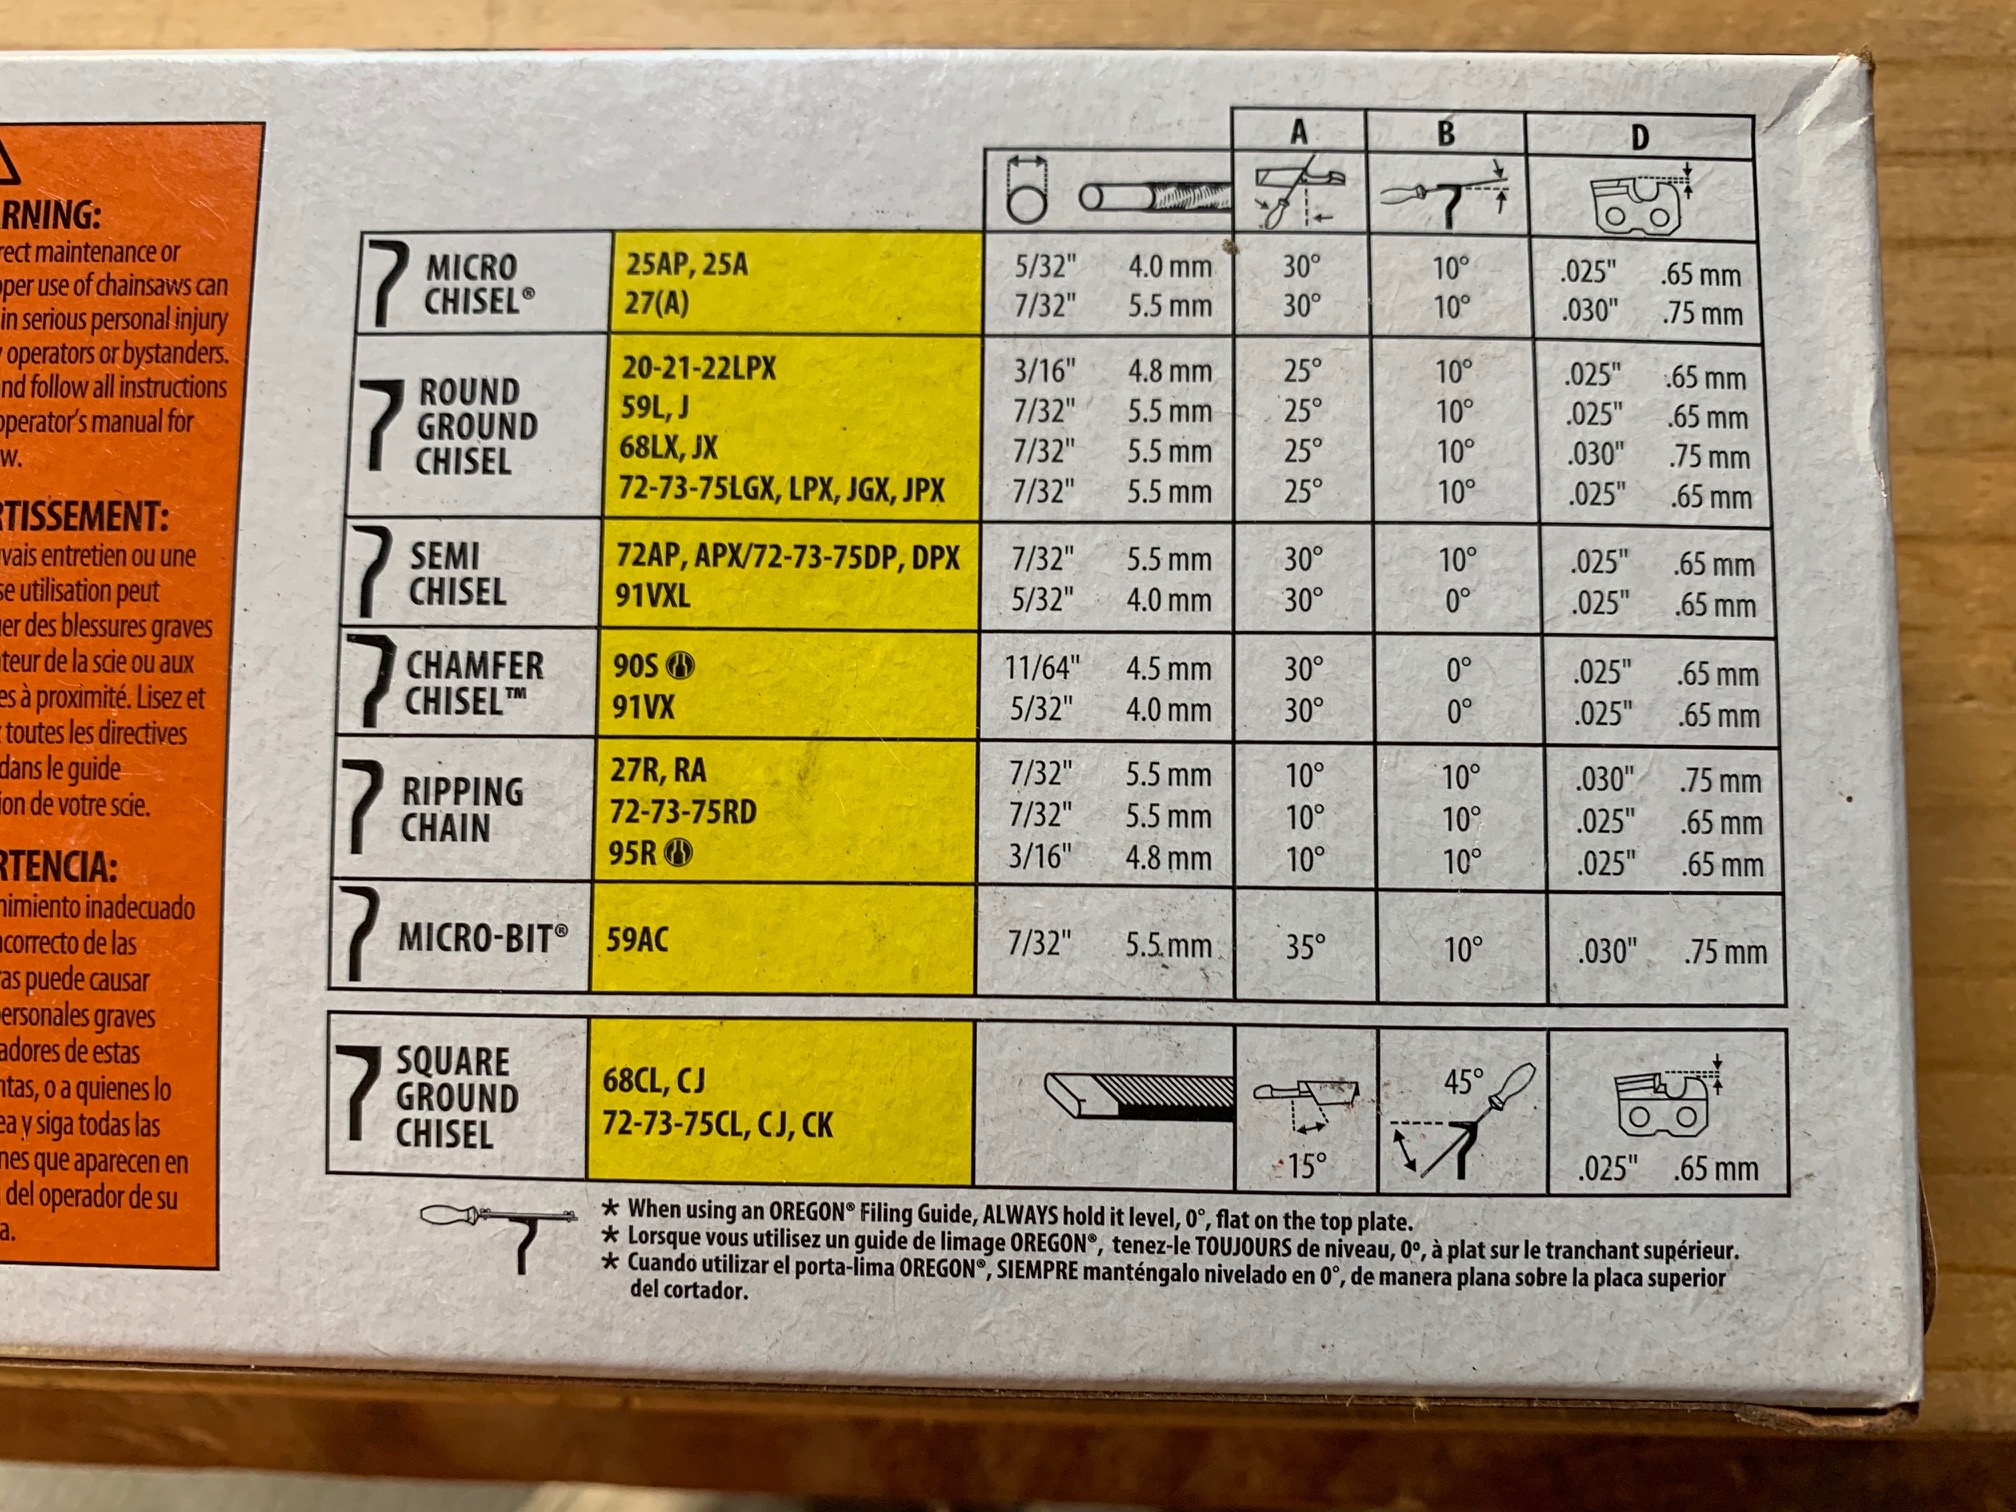 RNING:
rect maintenance or
per use of chainsaws can
in serious personal injury
operators or bystanders.
nd follow all instructions
operator's manual for
w.
TISSEMENT:
vais entretien ou une
se utilisation peut
er des blessures graves
teur de la scie ou aux
es à proximité. Lisez et
toutes les directives
dans le guide
ion de votre scie.
RTENCIA:
nimiento inadecuado
correcto de las
as puede causar
ersonales graves
adores de estas
ntas, o a quienes lo
ea y siga todas las
nes que aparecen en
del operador de su
a.
A B D
MICRO CHISEL®
25AP, 25A 5/32" 4.0 mm 30° 10° .025" .65 mm
27(A) 7/32" 5.5 mm 30° 10° .030" .75 mm
ROUND GROUND CHISEL
20-21-22LPX 3/16" 4.8 mm 25° 10° .025" .65 mm
59L, J 7/32" 5.5 mm 25° 10° .025" .65 mm
68LX, JX 7/32" 5.5 mm 25° 10° .030" .75 mm
72-73-75LGX, LPX, JGX, JPX 7/32" 5.5 mm 25° 10° .025" .65 mm
SEMI CHISEL
72AP, APX/72-73-75DP, DPX 7/32" 5.5 mm 30° 10° .025" .65 mm
91VXL 5/32" 4.0 mm 30° 0° .025" .65 mm
CHAMFER CHISEL™
90S 11/64" 4.5 mm 30° 0° .025" .65 mm
91VX 5/32" 4.0 mm 30° 0° .025" .65 mm
RIPPING CHAIN
27R, RA 7/32" 5.5 mm 10° 10° .030" .75 mm
72-73-75RD 7/32" 5.5 mm 10° 10° .025" .65 mm
95R 3/16" 4.8 mm 10° 10° .025" .65 mm
MICRO-BIT® 59AC 7/32" 5.5 mm 35° 10° .030" .75 mm
SQUARE GROUND CHISEL
68CL, CJ 45°
72-73-75CL, CJ, CK 15° .025" .65 mm
* When using an OREGON® Filing Guide, ALWAYS hold it level, 0°, flat on the top plate.
* Lorsque vous utilisez un guide de limage OREGON®, tenez-le TOUJOURS de niveau, 0°, à plat sur le tranchant supérieur.
* Cuando utilizar el porta-lima OREGON®, SIEMPRE manténgalo nivelado en 0°, de manera plana sobre la placa superior
del cortador.